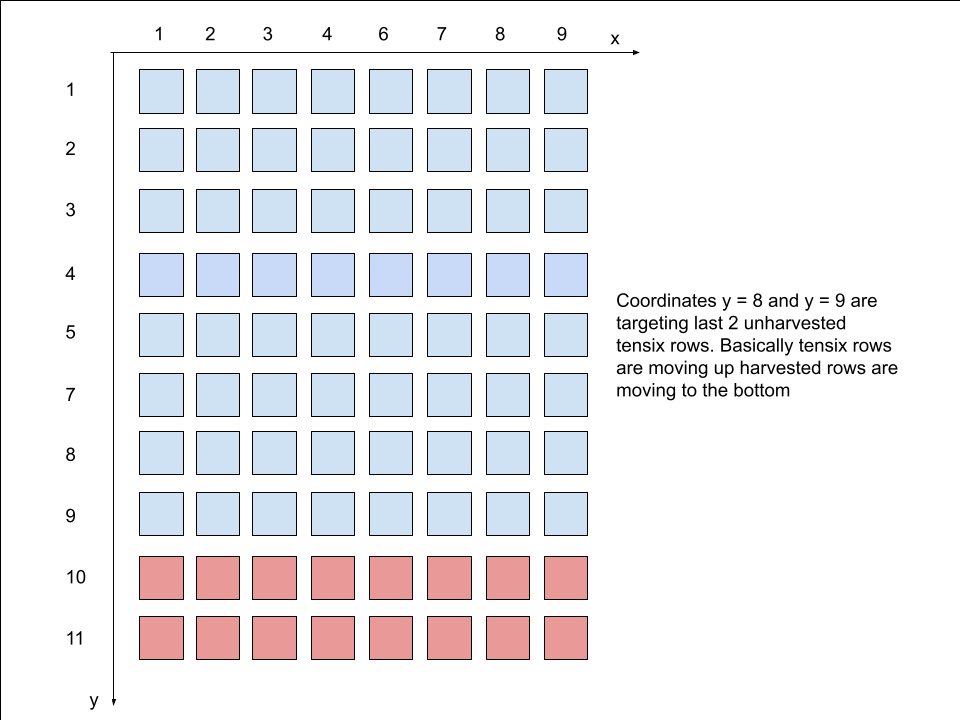 1 2 3 4 6 7 8 9 x
1
2
3
4
5
7
8
9
10
11
y
Coordinates y = 8 and y = 9 are
targeting last 2 unharvested
tensix rows. Basically tensix rows
are moving up harvested rows are
moving to the bottom